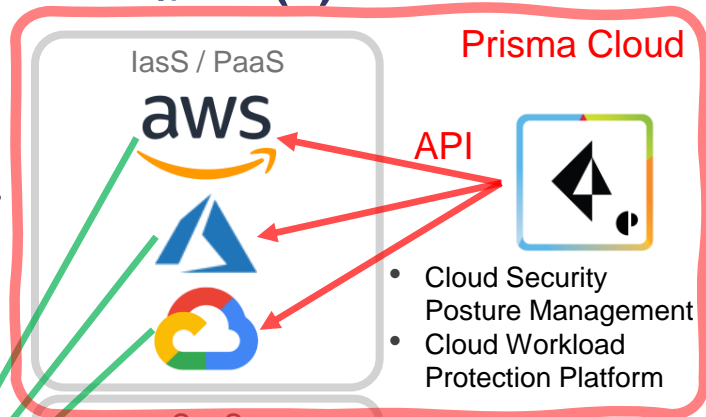 Prisma Cloud
IasS / PaaS
aws
API
• Cloud Security
Posture Management
• Cloud Workload
Protection Platform